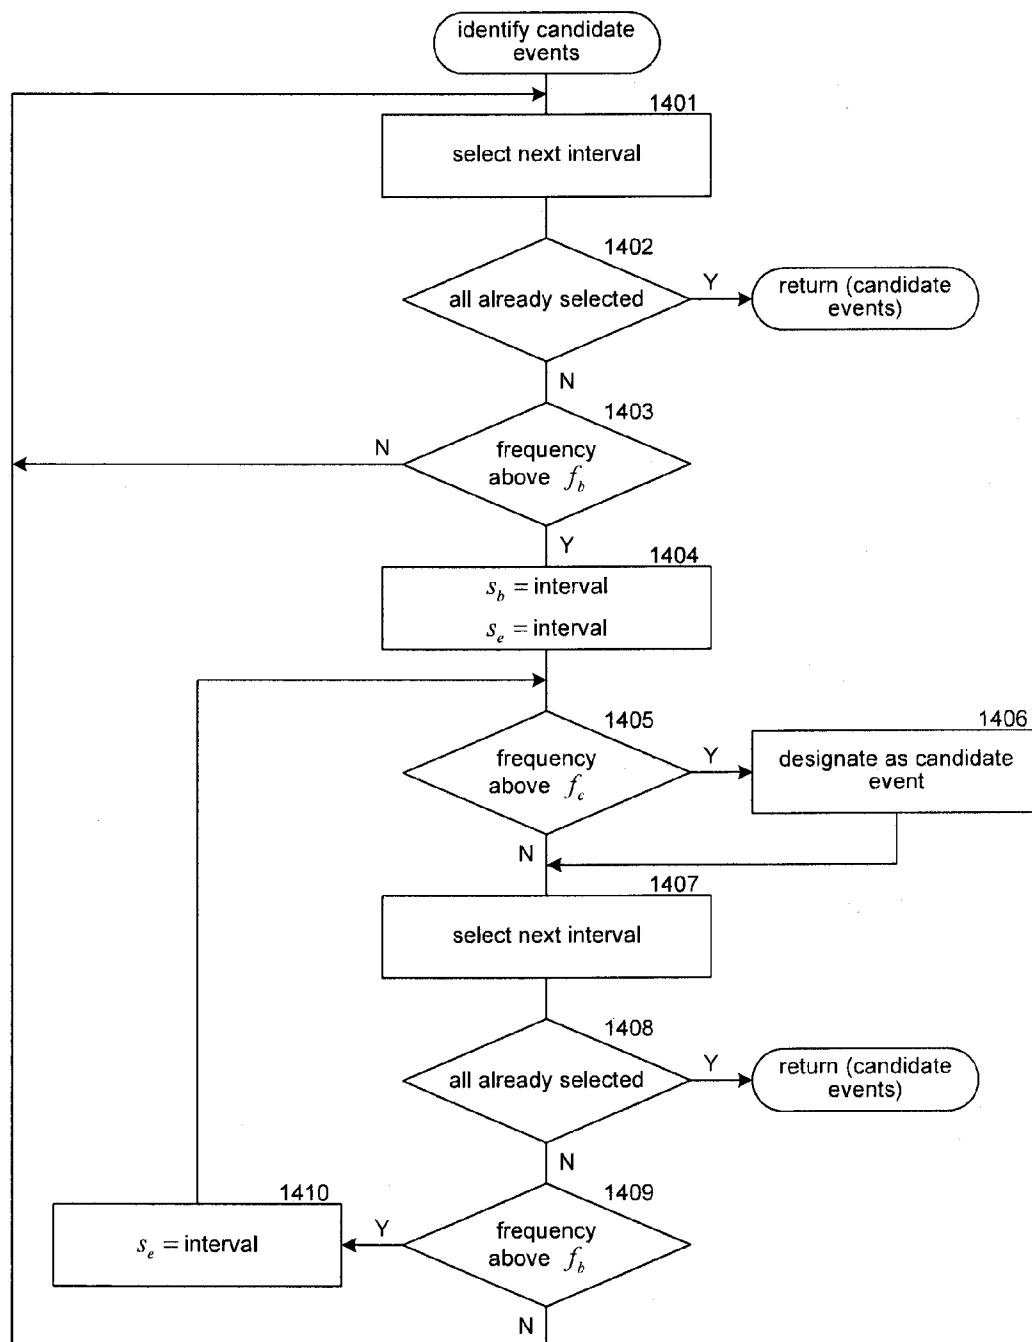 identify candidate
events
1401
select next interval
1402
all already selected
Y
return (candidate
events)
N
1403
N
frequency
above f_b
Y
1404
s_b = interval
s_e = interval
1405
frequency
above f_c
Y
1406
designate as candidate
event
N
1407
select next interval
1408
all already selected
Y
return (candidate
events)
N
1409
1410
s_e = interval
Y
frequency
above f_b
N